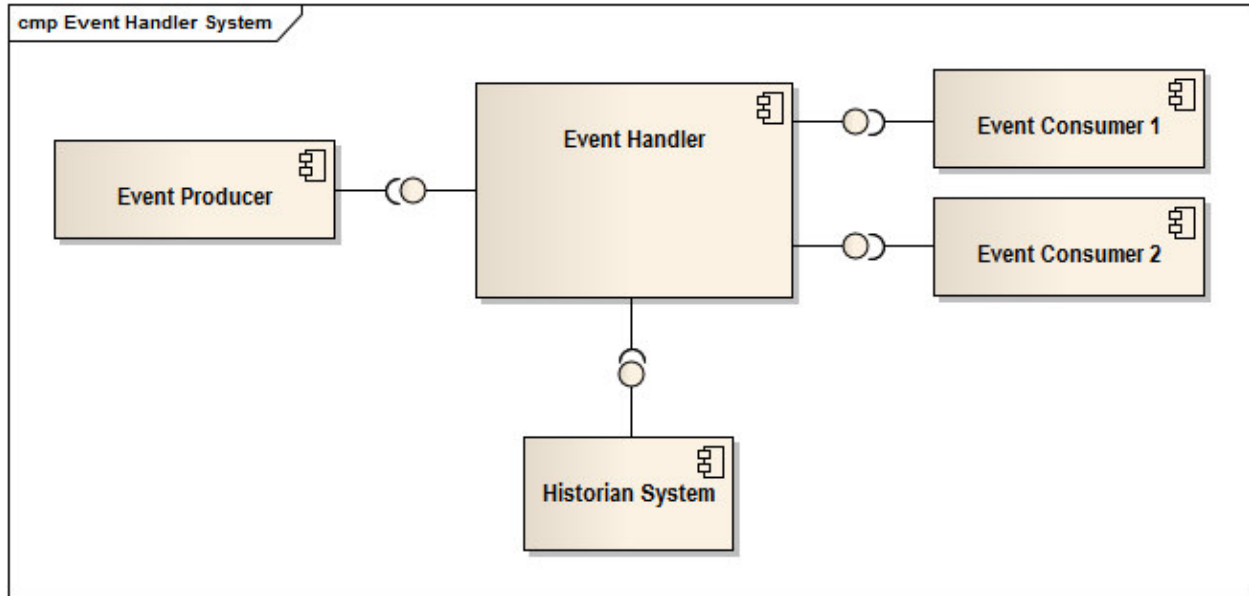 cmp Event Handler System
Event Producer
Event Handler
Event Consumer 1
Event Consumer 2
Historian System